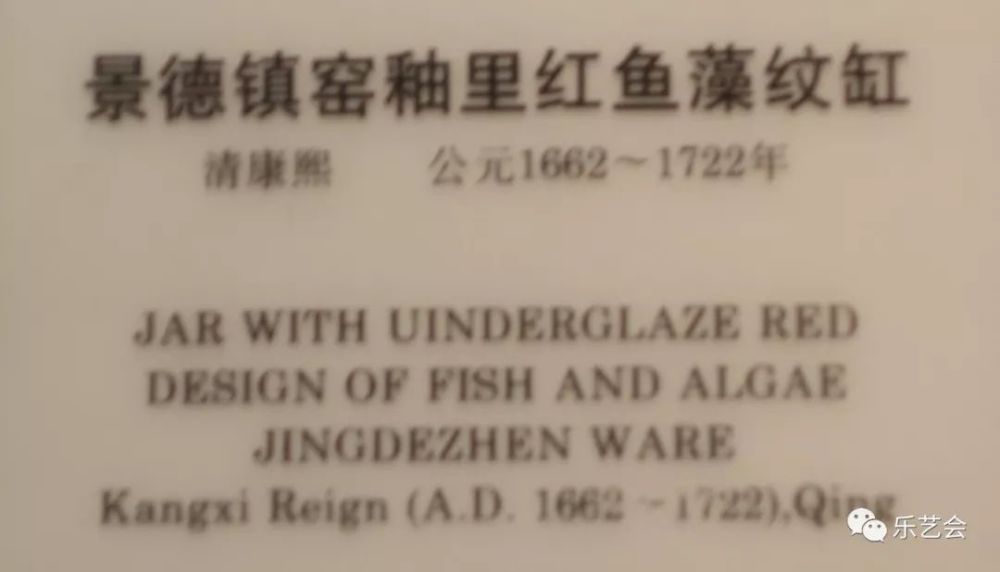 景德镇窑釉里红鱼藻纹缸
清康熙 公元1662～1722年
JAR WITH UINDERGLAZE RED
DESIGN OF FISH AND ALGAE
JINGDEZHEN WARE
Kangxi Reign (A.D. 1662～1722),Qing
乐艺会